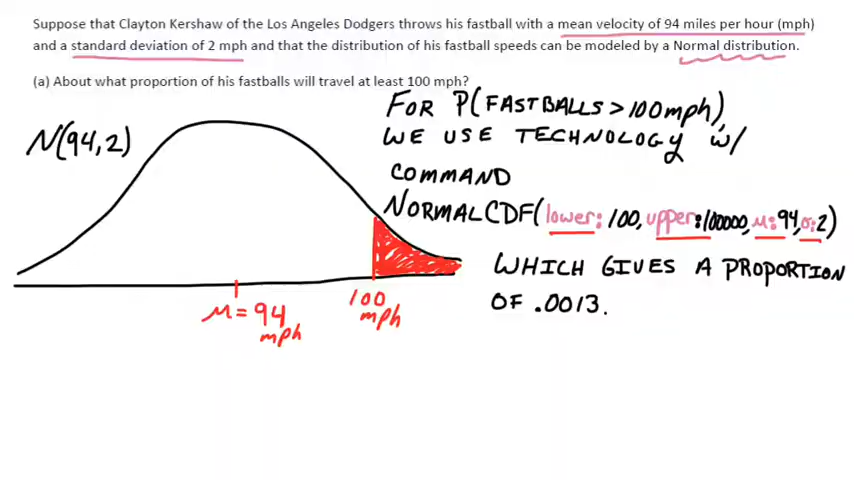 Suppose that Clayton Kershaw of the Los Angeles Dodgers throws his fastball with a mean velocity of 94 miles per hour (mph)
and a standard deviation of 2 mph and that the distribution of his fastball speeds can be modeled by a Normal distribution.
(a) About what proportion of his fastballs will travel at least 100 mph?
FOR P(FASTBALLS > 100mph),
WE USE TECHNOLOGY w/
COMMAND
NORMALCDF(lower: 100, upper: 100000, μ: 94, σ: 2)
WHICH GIVES A PROPORTION
OF .0013.
N(94,2)
μ = 94
mph
100
mph